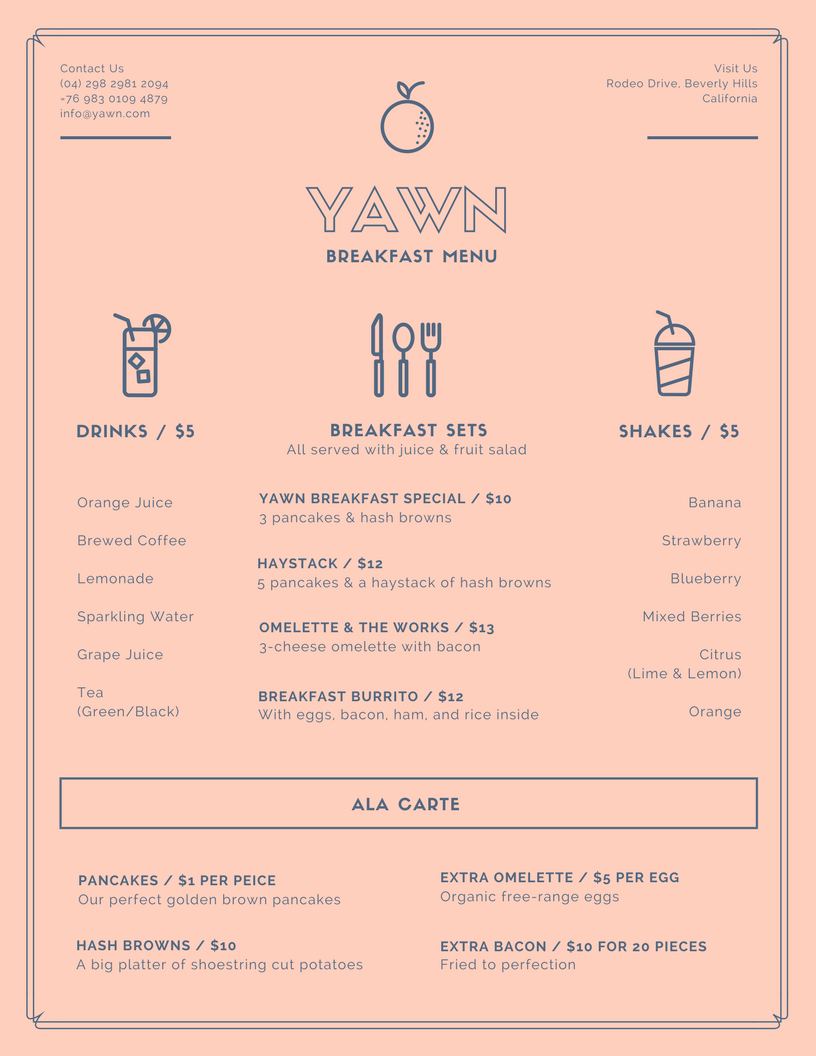 Contact Us
(04) 298 2981 2094
+76 983 0109 4879
info@yawn.com
Visit Us
Rodeo Drive, Beverly Hills
California
YAWN
BREAKFAST MENU
DRINKS / $5
Orange Juice
Brewed Coffee
Lemonade
Sparkling Water
Grape Juice
Tea
(Green/Black)
BREAKFAST SETS
All served with juice & fruit salad
YAWN BREAKFAST SPECIAL / $10
3 pancakes & hash browns
HAYSTACK / $12
5 pancakes & a haystack of hash browns
OMELETTE & THE WORKS / $13
3-cheese omelette with bacon
BREAKFAST BURRITO / $12
With eggs, bacon, ham, and rice inside
SHAKES / $5
Banana
Strawberry
Blueberry
Mixed Berries
Citrus
(Lime & Lemon)
Orange
ALA CARTE
PANCAKES / $1 PER PEICE
Our perfect golden brown pancakes
HASH BROWNS / $10
A big platter of shoestring cut potatoes
EXTRA OMELETTE / $5 PER EGG
Organic free-range eggs
EXTRA BACON / $10 FOR 20 PIECES
Fried to perfection